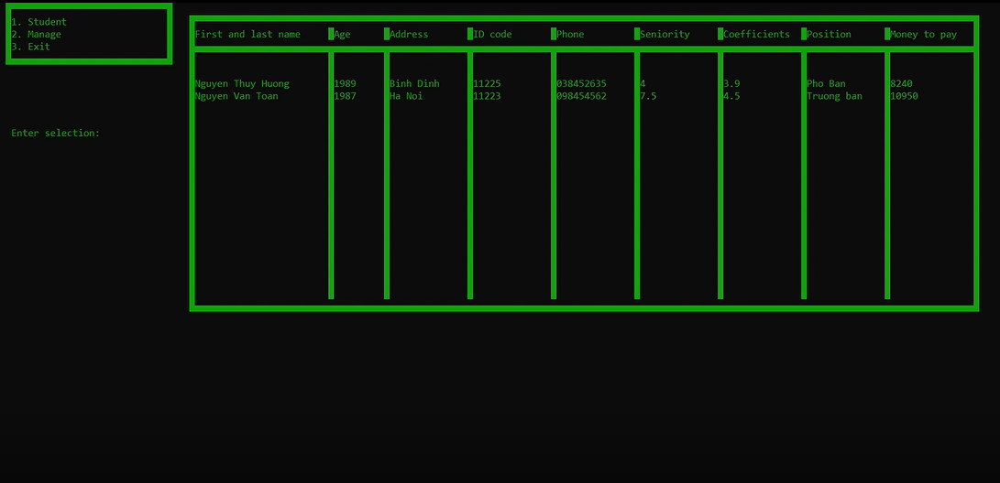 1. Student
2. Manage
3. Exit
Enter selection:
First and last name Age Address ID code Phone Seniority Coefficients Position Money to pay
Nguyen Thuy Huong 1989 Binh Dinh 11225 038452635 4 3.9 Pho Ban 8240
Nguyen Van Toan 1987 Ha Noi 11223 098454562 7.5 4.5 Truong ban 10950